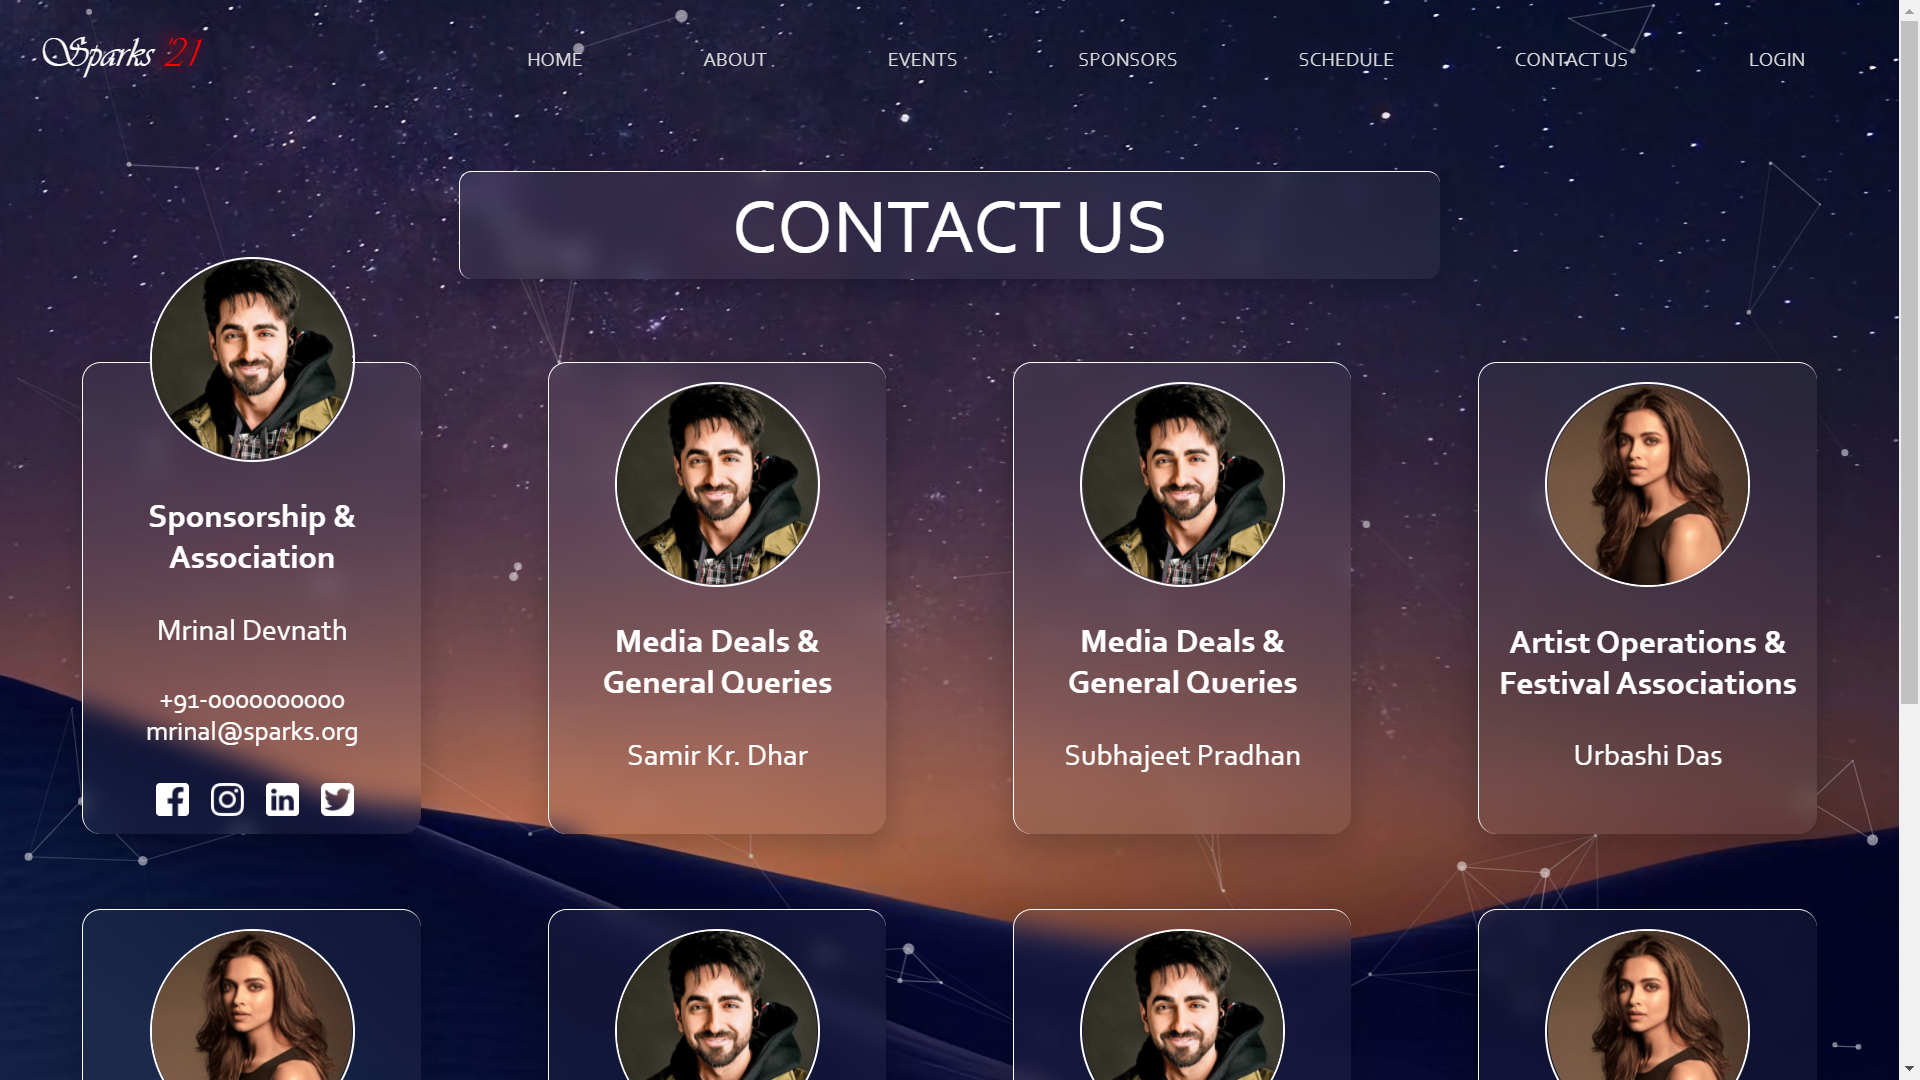 Sparks '21
HOME
ABOUT
EVENTS
SPONSORS
SCHEDULE
CONTACT US
LOGIN
CONTACT US
Sponsorship &
Association
Mrinal Devnath
+91-0000000000
mrinal@sparks.org
Media Deals &
General Queries
Samir Kr. Dhar
Media Deals &
General Queries
Subhajeet Pradhan
Artist Operations &
Festival Associations
Urbashi Das